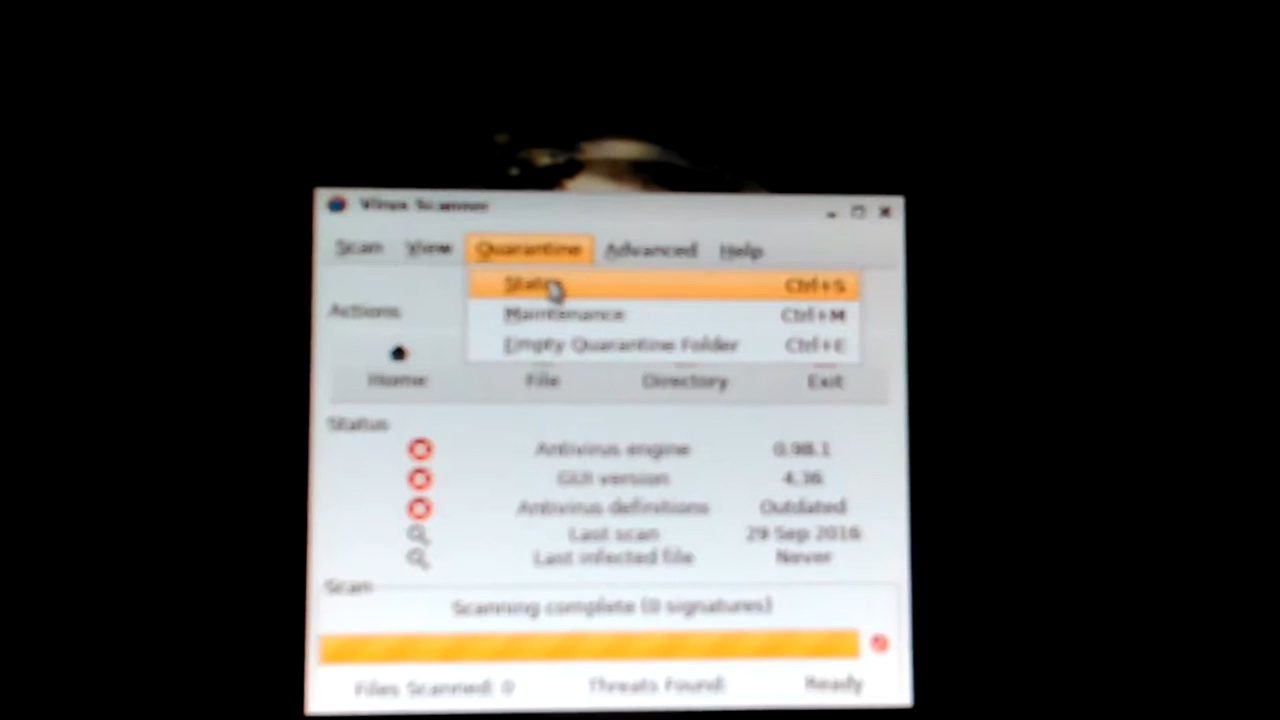 Virus Scanner
Scan View Quarantine Advanced Help
Status Ctrl+S
Maintenance Ctrl+M
Empty Quarantine Folder Ctrl+E
Actions
Home File Directory Exit
Status
Antivirus engine 0.98.1
GUI version 4.36
Antivirus definitions Outdated
Last scan 29 Sep 2016
Last infected file Never
Scan
Scanning complete (0 signatures)
Files Scanned: 0 Threats Found: Ready